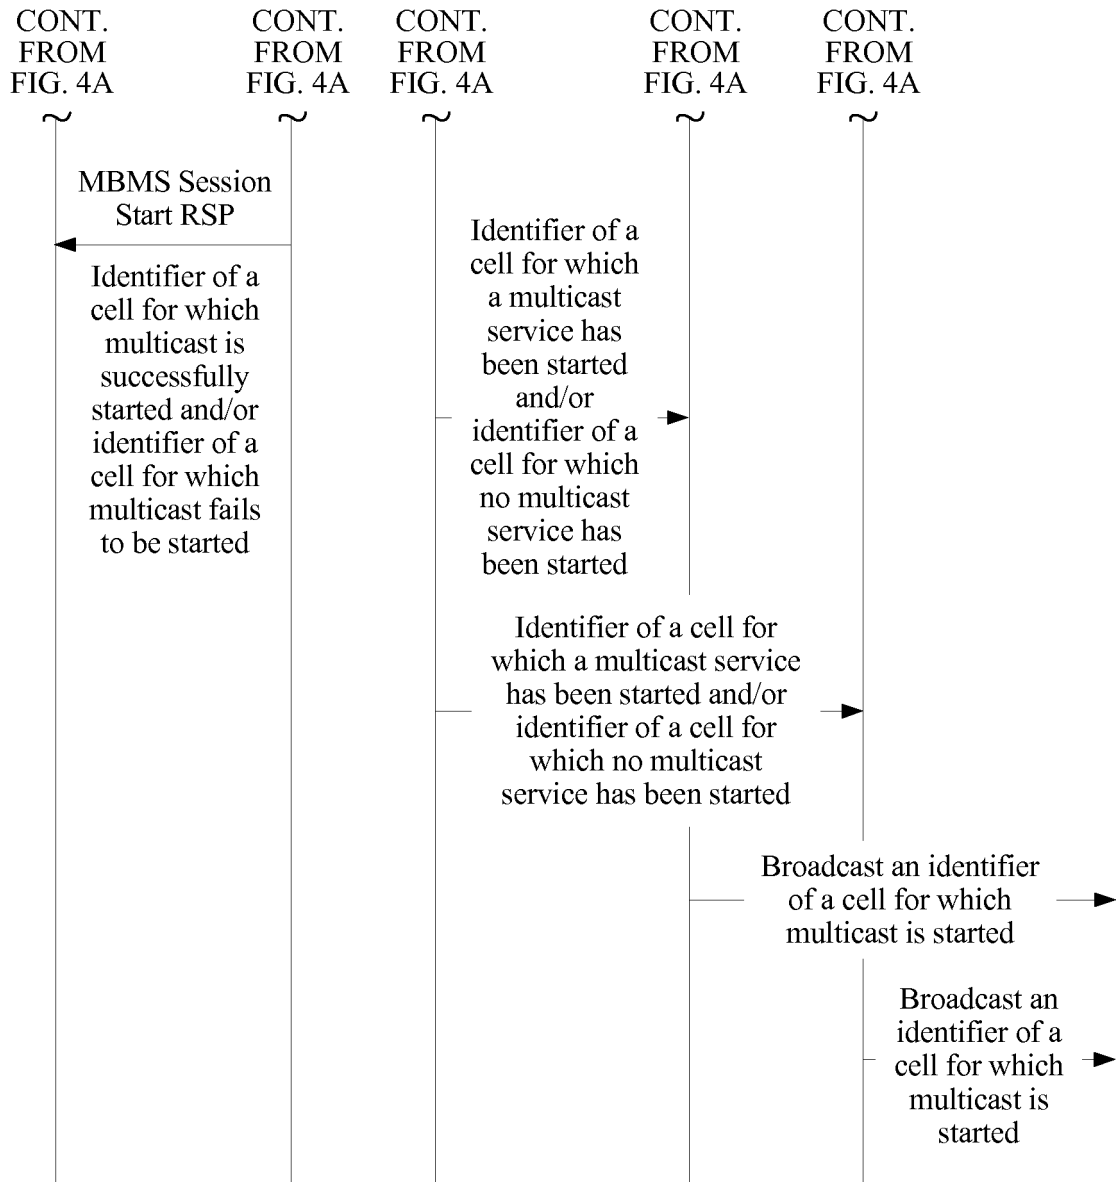 CONT.
FROM
FIG. 4A
CONT.
FROM
FIG. 4A
CONT.
FROM
FIG. 4A
CONT.
FROM
FIG. 4A
CONT.
FROM
FIG. 4A
MBMS Session
Start RSP
Identifier of a
cell for which
multicast is
successfully
started and/or
identifier of a
cell for which
multicast fails
to be started
Identifier of a
cell for which
a multicast
service has
been started
and/or
identifier of a
cell for which
no multicast
service has
been started
Identifier of a cell for
which a multicast service
has been started and/or
identifier of a cell for
which no multicast
service has been started
Broadcast an identifier
of a cell for which
multicast is started
Broadcast an
identifier of a
cell for which
multicast is
started